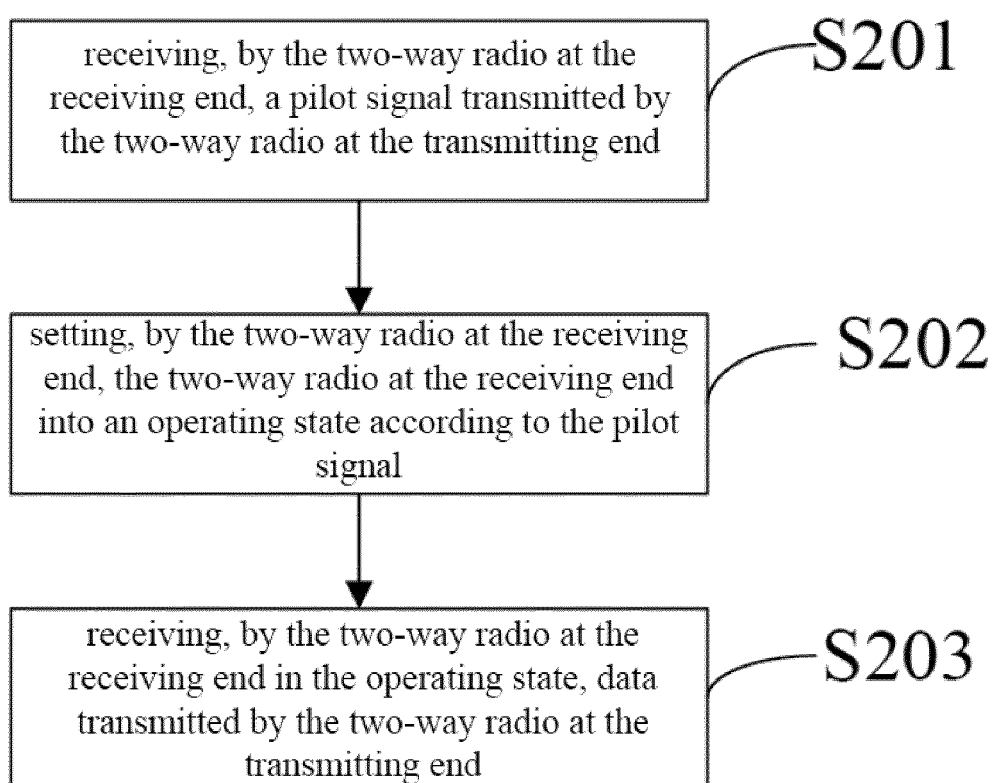 receiving, by the two-way radio at the
receiving end, a pilot signal transmitted by
the two-way radio at the transmitting end
S201
setting, by the two-way radio at the receiving
end, the two-way radio at the receiving end
into an operating state according to the pilot
signal
S202
receiving, by the two-way radio at the
receiving end in the operating state, data
transmitted by the two-way radio at the
transmitting end
S203